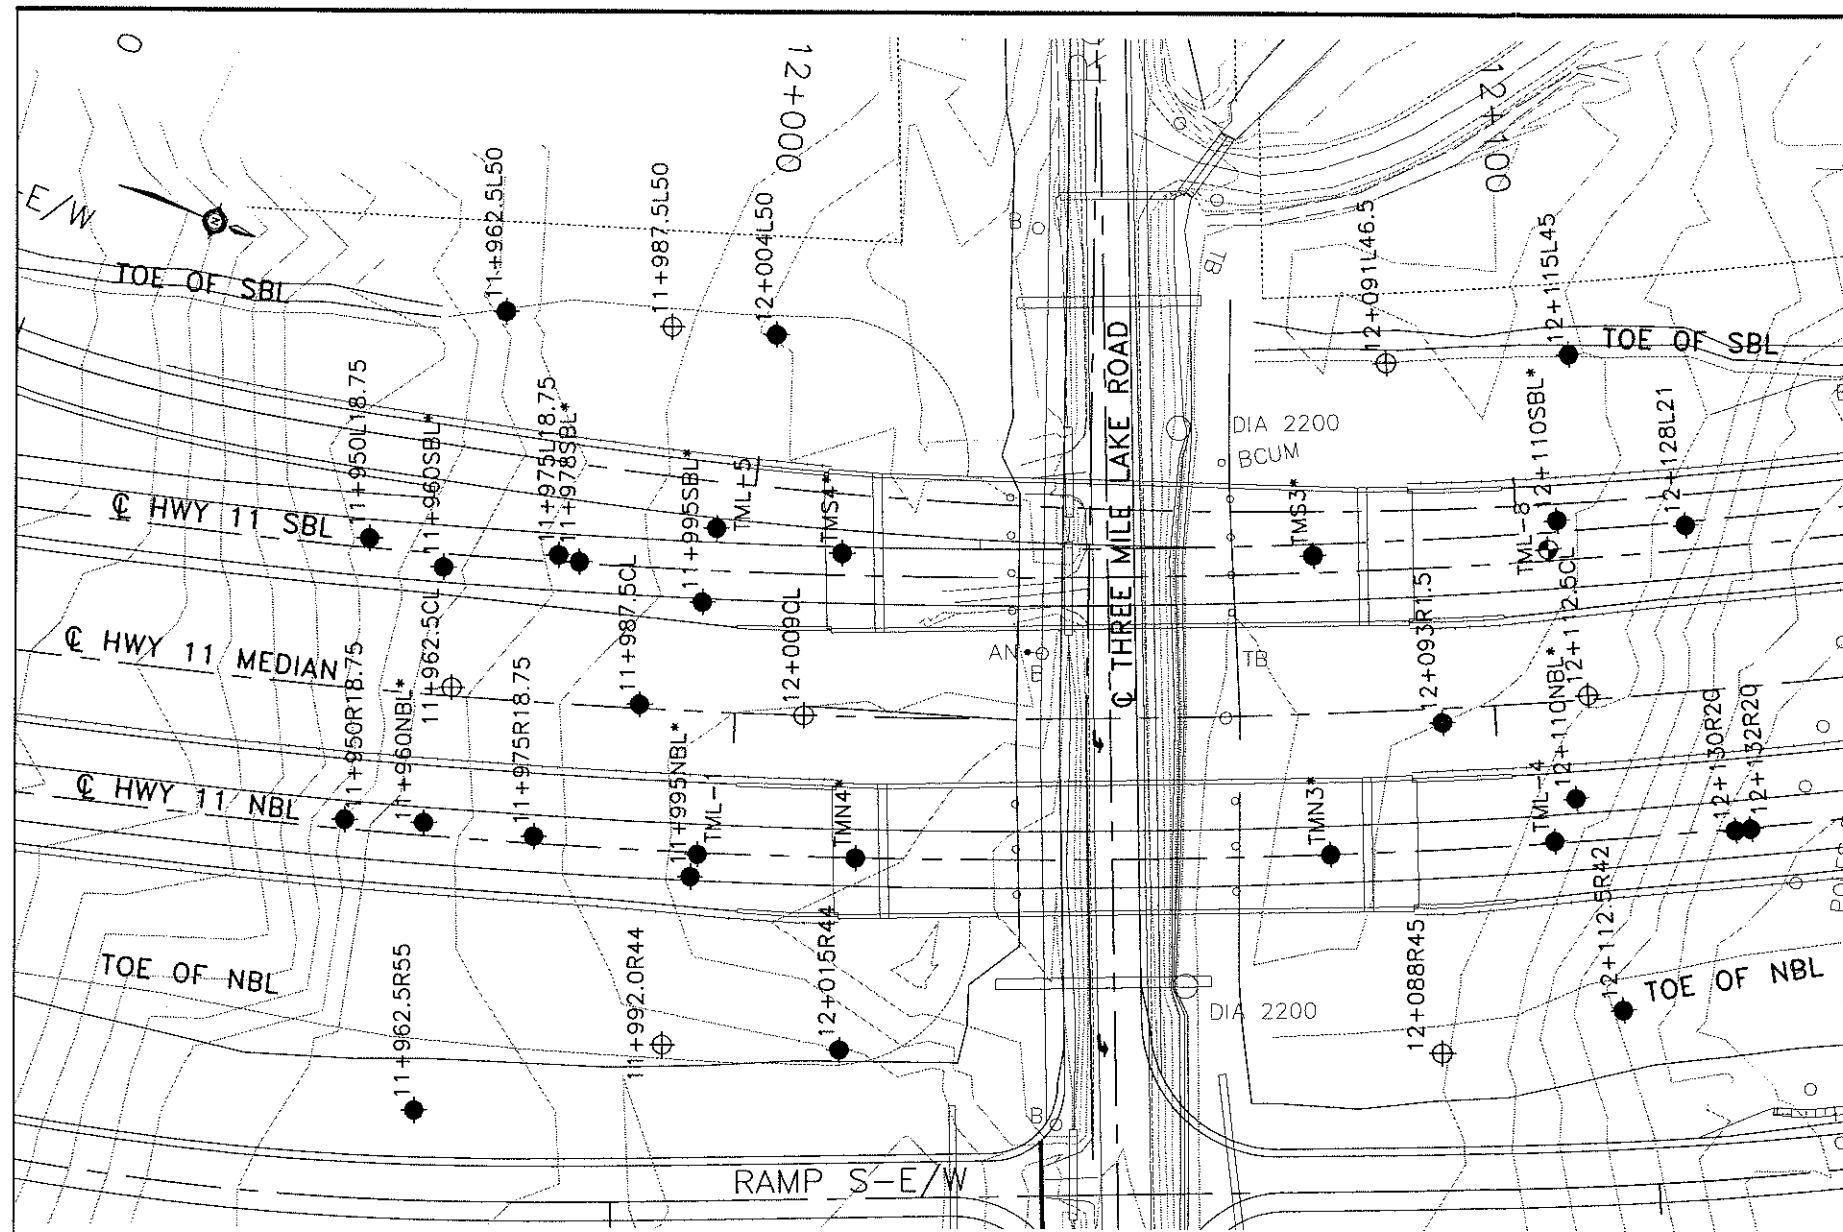 0
12+000
12+100
E/W
N
TOE OF SBL
11+962.5L50
11+987.5L50
12+004L50
B
TB
12+091L46.5
12+115L45
TOE OF SBL
11+950L18.75
11+960SBL*
11+975L18.75
11+978SBL*
11+995SBL*
TML-5
TMS4*
DIA 2200
BCUM
TMS3*
TML-8
12+110SBL*
12+128L21
℄ HWY 11 SBL
℄ THREE MILE LAKE ROAD
℄ HWY 11 MEDIAN
11+962.5CL
11+987.5CL
12+009CL
AN
TB
12+093R1.5
12+112.5CL
℄ HWY 11 NBL
11+950R18.75
11+960NBL*
11+975R18.75
11+995NBL*
TML-1
TMN4*
TMN3*
TML-4
12+110NBL*
12+130R20
12+132R20
TOE OF NBL
11+962.5R55
11+992.0R44
12+015R44
DIA 2200
12+088R45
12+112.5R42
TOE OF NBL
B
RAMP S-E/W